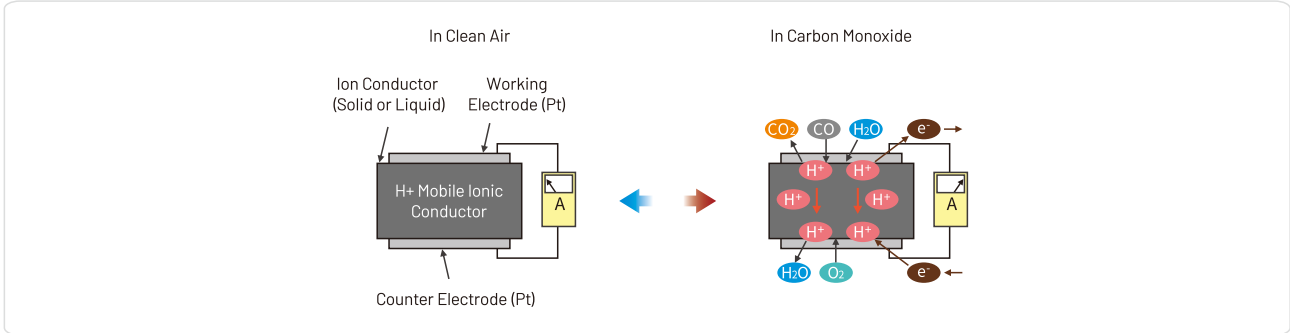 In Clean Air
Ion Conductor
(Solid or Liquid)
Working
Electrode (Pt)
H+ Mobile Ionic
Conductor
A
Counter Electrode (Pt)
In Carbon Monoxide
CO₂
CO
H₂O
e⁻
H⁺
H⁺
H⁺
H⁺
A
H⁺
H⁺
H₂O
O₂
e⁻